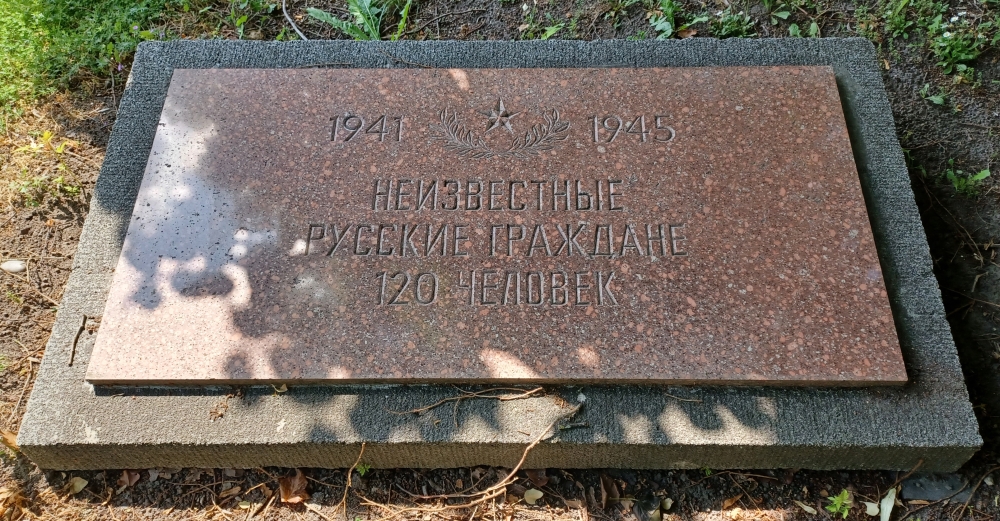 1941 1945
НЕИЗВЕСТНЫЕ
РУССКИЕ ГРАЖДАНЕ
120 ЧЕЛОВЕК